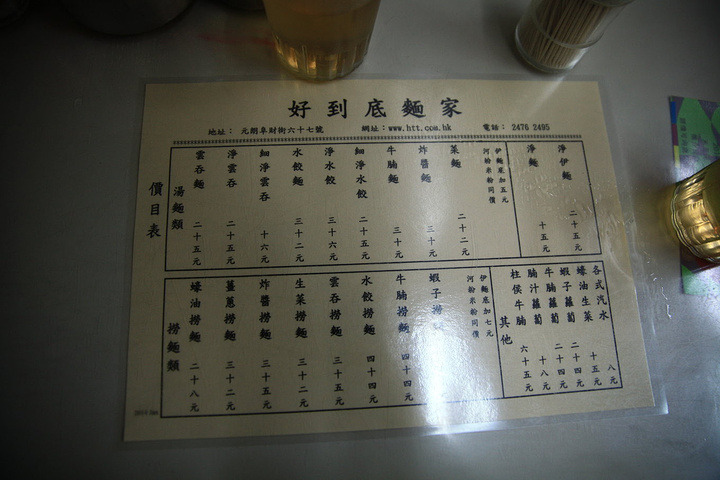 好到底麵家
地址： 元朗阜財街六十七號 網址：www.htt.com.hk 電話： 2476 2495
價目表
湯麵類
雲吞麵 二十五元
淨雲吞 二十五元
細淨雲吞 十六元
水餃麵 三十二元
淨水餃 三十六元
細淨水餃 二十五元
牛腩麵 三十元
炸醬麵 三十元
菜麵 二十二元
伊麵底加五元
河粉米粉同價
淨麵 十五元
淨伊麵 二十五元
撈麵類
蠔油撈麵 二十八元
薑蔥撈麵 三十二元
炸醬撈麵 三十五元
生菜撈麵 三十二元
雲吞撈麵 三十五元
水餃撈麵 四十四元
牛腩撈麵 四十四元
蝦子撈
伊麵底加七元
河粉米粉同價
其他
柱侯牛腩 六十五元
腩汁蘿蔔 十八元
牛腩蘿蔔 二十四元
蝦子蘿蔔 二十四元
蠔油生菜 十五元
各式汽水 八元